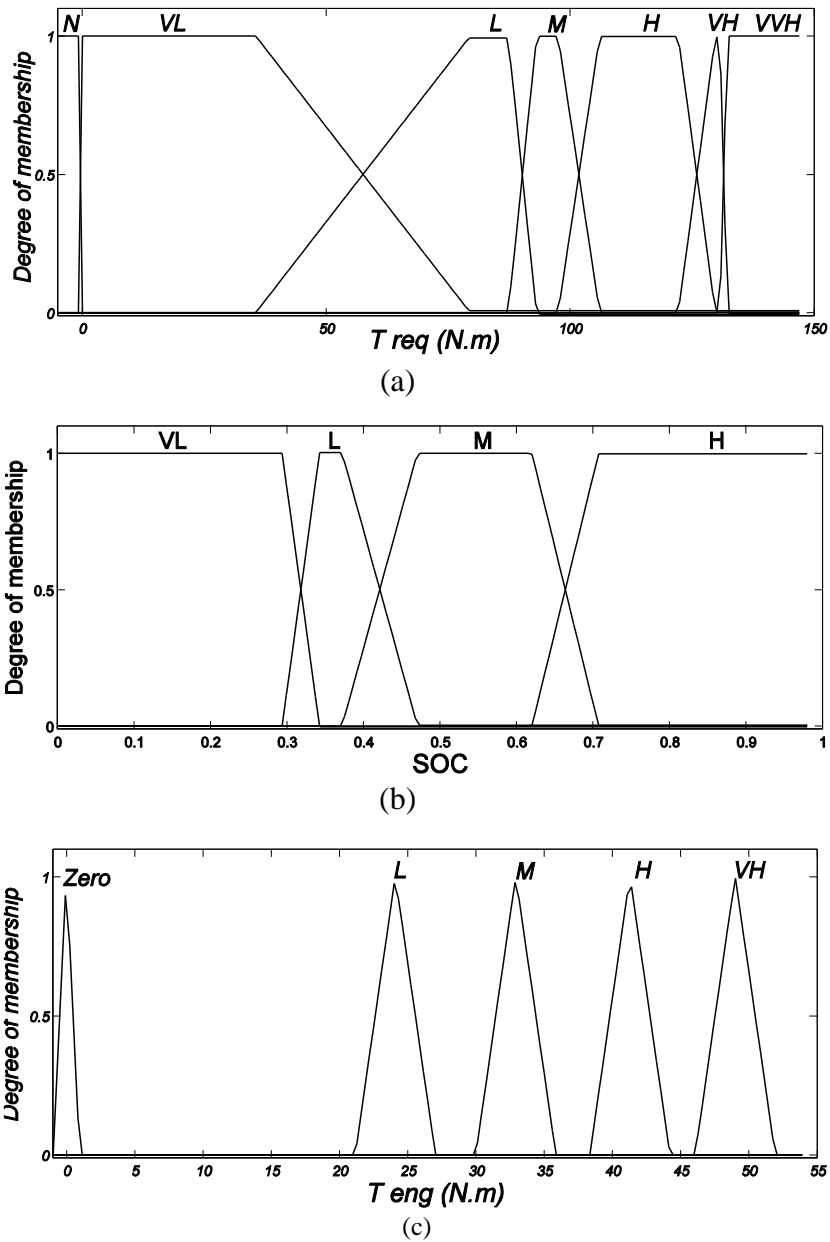 N VL L M H VH VVH
1
0.5
0
Degree of membership
0 50 100 150
T req (N.m)
(a)
VL L M H
1
0.5
0
Degree of membership
0 0.1 0.2 0.3 0.4 0.5 0.6 0.7 0.8 0.9 1
SOC
(b)
Zero L M H VH
1
0.5
0
Degree of membership
0 5 10 15 20 25 30 35 40 45 50 55
T eng (N.m)
(c)